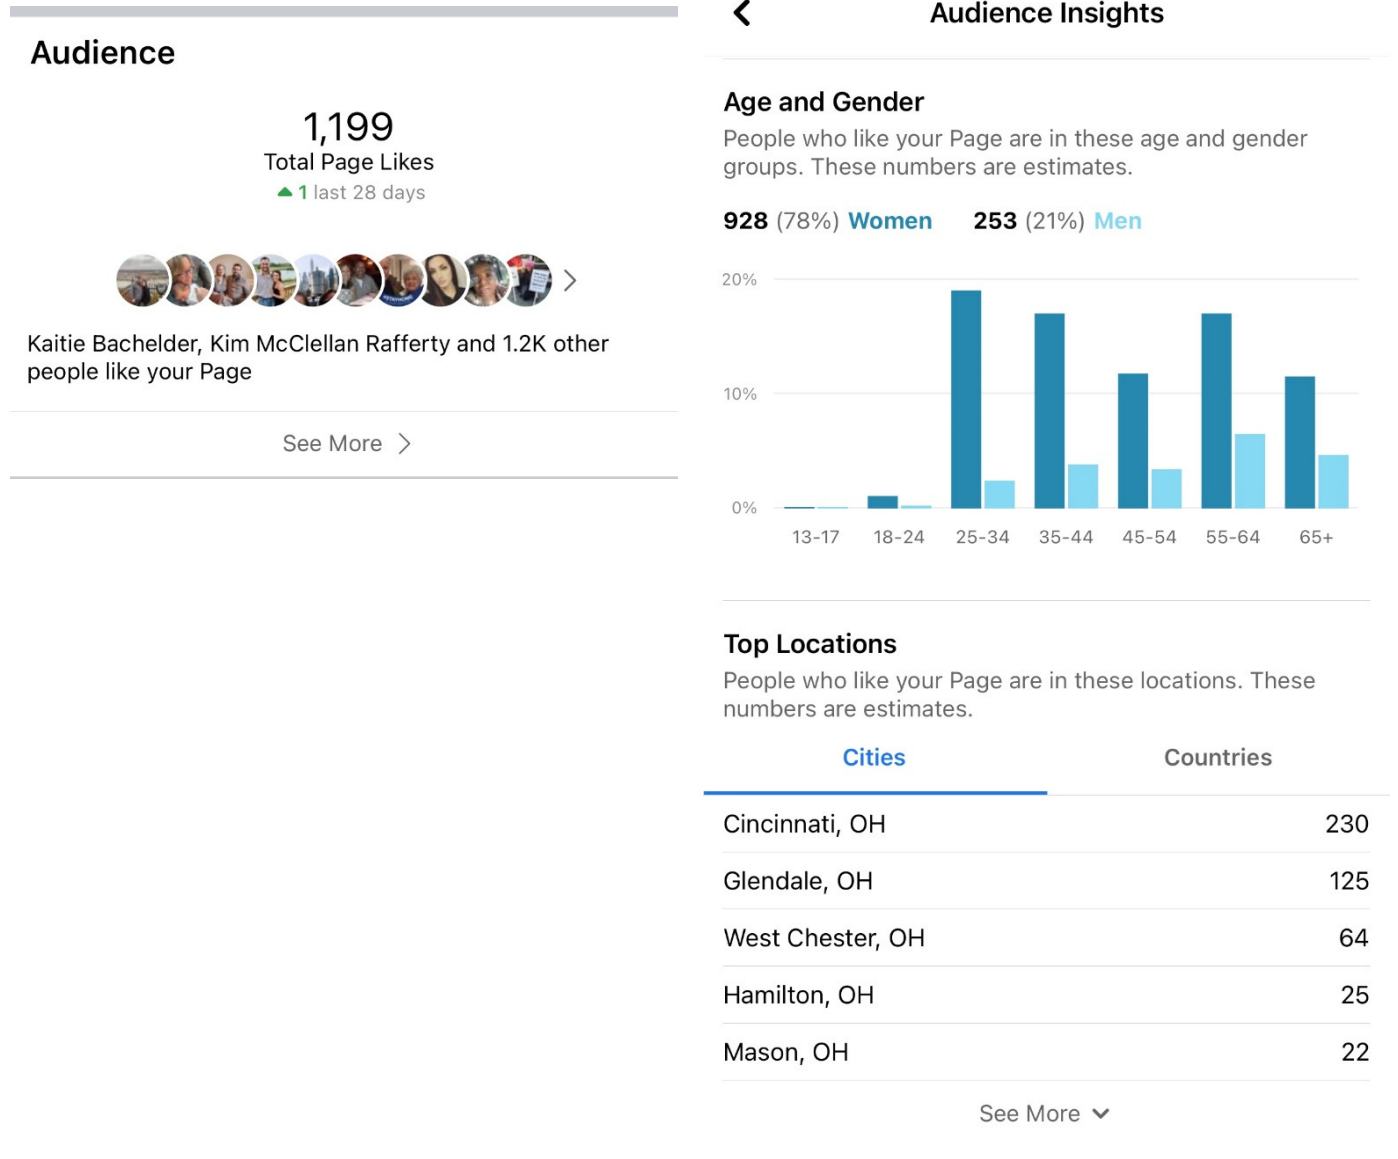 Audience
1,199
Total Page Likes
1 last 28 days
Kaitie Bachelder, Kim McClellan Rafferty and 1.2K other
people like your Page
See More
Audience Insights
Age and Gender
People who like your Page are in these age and gender
groups. These numbers are estimates.
928 (78%) Women 253 (21%) Men
20%
10%
0%
13-17 18-24 25-34 35-44 45-54 55-64 65+
Top Locations
People who like your Page are in these locations. These
numbers are estimates.
Cities Countries
Cincinnati, OH 230
Glendale, OH 125
West Chester, OH 64
Hamilton, OH 25
Mason, OH 22
See More